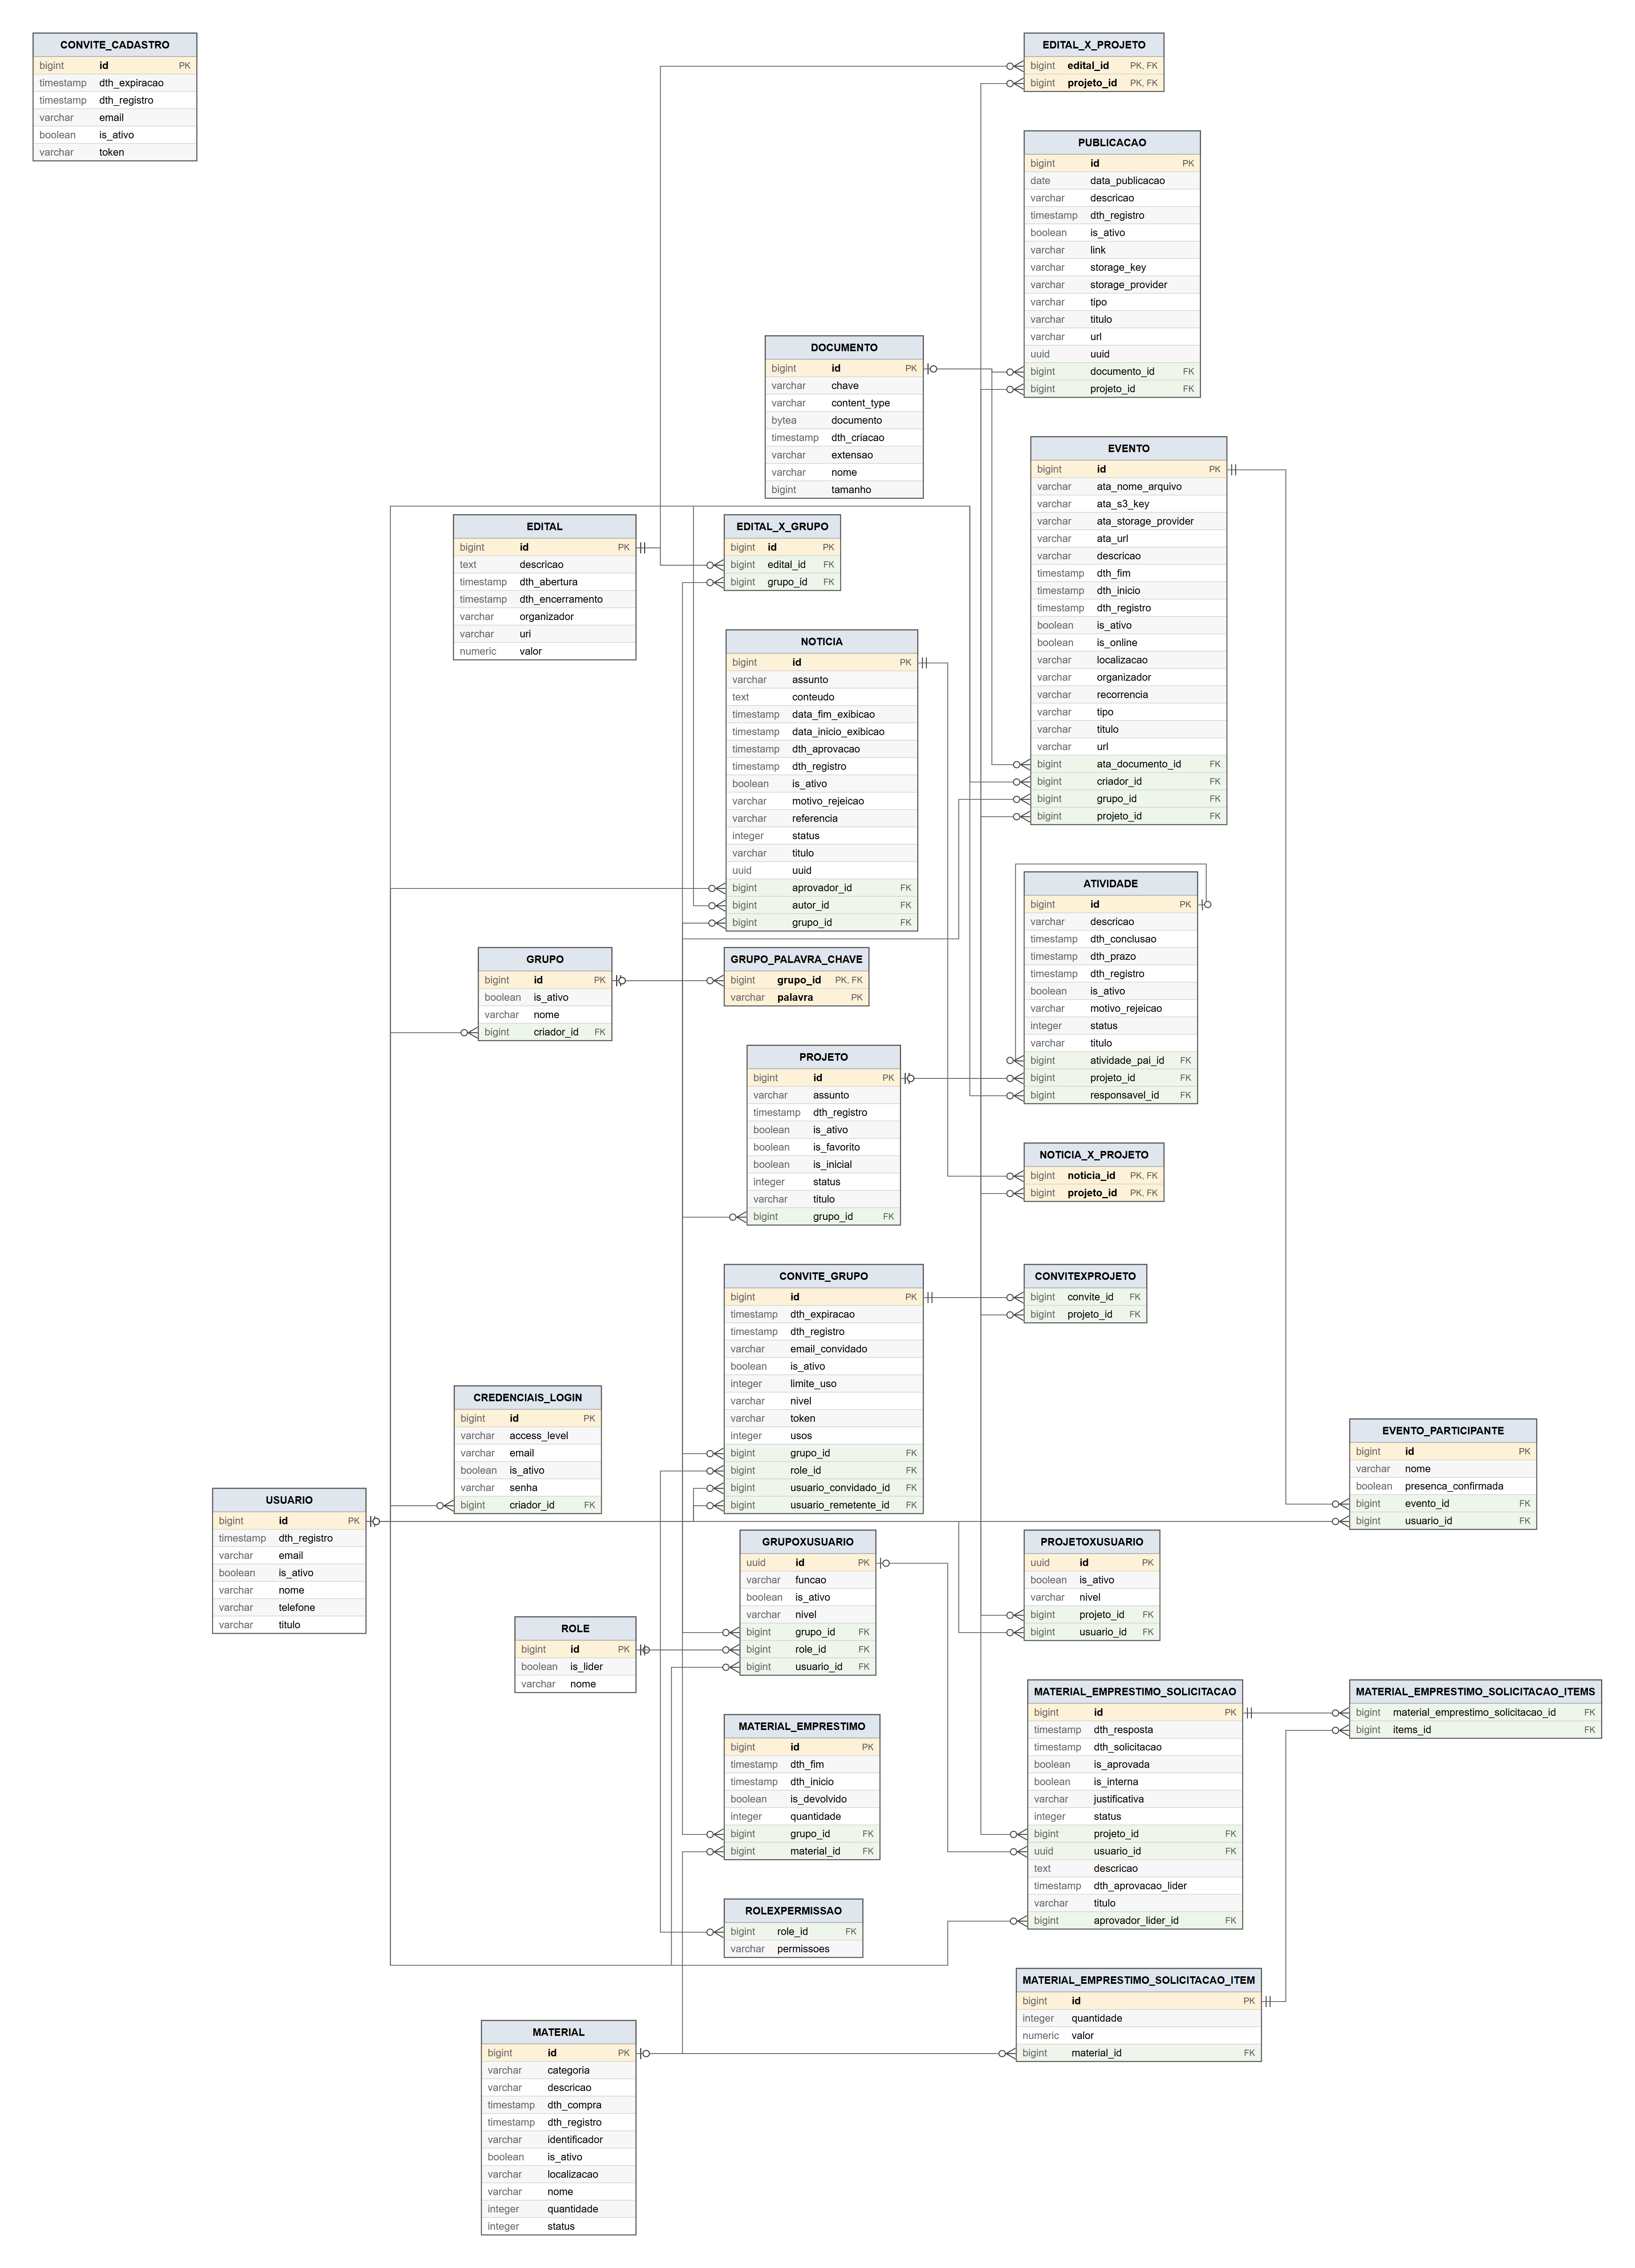 CONVITE_CADASTRO
bigint id PK
timestamp dth_expiracao
timestamp dth_registro
varchar email
boolean is_ativo
varchar token
EDITAL_X_PROJETO
bigint edital_id PK, FK
bigint projeto_id PK, FK
PUBLICACAO
bigint id PK
date data_publicacao
varchar descricao
timestamp dth_registro
boolean is_ativo
varchar link
varchar storage_key
varchar storage_provider
varchar tipo
varchar titulo
varchar url
uuid uuid
bigint documento_id FK
bigint projeto_id FK
DOCUMENTO
bigint id PK
varchar chave
varchar content_type
bytea documento
timestamp dth_criacao
varchar extensao
varchar nome
bigint tamanho
EVENTO
bigint id PK
varchar ata_nome_arquivo
varchar ata_s3_key
varchar ata_storage_provider
varchar ata_url
varchar descricao
timestamp dth_fim
timestamp dth_inicio
timestamp dth_registro
boolean is_ativo
boolean is_online
varchar localizacao
varchar organizador
varchar recorrencia
varchar tipo
varchar titulo
varchar url
bigint ata_documento_id FK
bigint criador_id FK
bigint grupo_id FK
bigint projeto_id FK
EDITAL
bigint id PK
text descricao
timestamp dth_abertura
timestamp dth_encerramento
varchar organizador
varchar uri
numeric valor
EDITAL_X_GRUPO
bigint id PK
bigint edital_id FK
bigint grupo_id FK
NOTICIA
bigint id PK
varchar assunto
text conteudo
timestamp data_fim_exibicao
timestamp data_inicio_exibicao
timestamp dth_aprovacao
timestamp dth_registro
boolean is_ativo
varchar motivo_rejeicao
varchar referencia
integer status
varchar titulo
uuid uuid
bigint aprovador_id FK
bigint autor_id FK
bigint grupo_id FK
ATIVIDADE
bigint id PK
varchar descricao
timestamp dth_conclusao
timestamp dth_prazo
timestamp dth_registro
boolean is_ativo
varchar motivo_rejeicao
integer status
varchar titulo
bigint atividade_pai_id FK
bigint projeto_id FK
bigint responsavel_id FK
GRUPO
bigint id PK
boolean is_ativo
varchar nome
bigint criador_id FK
GRUPO_PALAVRA_CHAVE
bigint grupo_id PK, FK
varchar palavra PK
PROJETO
bigint id PK
varchar assunto
timestamp dth_registro
boolean is_ativo
boolean is_favorito
boolean is_inicial
integer status
varchar titulo
bigint grupo_id FK
NOTICIA_X_PROJETO
bigint noticia_id PK, FK
bigint projeto_id PK, FK
CONVITE_GRUPO
bigint id PK
timestamp dth_expiracao
timestamp dth_registro
varchar email_convidado
boolean is_ativo
integer limite_uso
varchar nivel
varchar token
integer usos
bigint grupo_id FK
bigint role_id FK
bigint usuario_convidado_id FK
bigint usuario_remetente_id FK
CONVITEXPROJETO
bigint convite_id FK
bigint projeto_id FK
CREDENCIAIS_LOGIN
bigint id PK
varchar access_level
varchar email
boolean is_ativo
varchar senha
bigint criador_id FK
EVENTO_PARTICIPANTE
bigint id PK
varchar nome
boolean presenca_confirmada
bigint evento_id FK
bigint usuario_id FK
USUARIO
bigint id PK
timestamp dth_registro
varchar email
boolean is_ativo
varchar nome
varchar telefone
varchar titulo
GRUPOXUSUARIO
uuid id PK
varchar funcao
boolean is_ativo
varchar nivel
bigint grupo_id FK
bigint role_id FK
bigint usuario_id FK
PROJETOXUSUARIO
uuid id PK
boolean is_ativo
varchar nivel
bigint projeto_id FK
bigint usuario_id FK
ROLE
bigint id PK
boolean is_lider
varchar nome
MATERIAL_EMPRESTIMO_SOLICITACAO
bigint id PK
timestamp dth_resposta
timestamp dth_solicitacao
boolean is_aprovada
boolean is_interna
varchar justificativa
integer status
bigint projeto_id FK
uuid usuario_id FK
text descricao
timestamp dth_aprovacao_lider
varchar titulo
bigint aprovador_lider_id FK
MATERIAL_EMPRESTIMO_SOLICITACAO_ITEMS
bigint material_emprestimo_solicitacao_id FK
bigint items_id FK
MATERIAL_EMPRESTIMO
bigint id PK
timestamp dth_fim
timestamp dth_inicio
boolean is_devolvido
integer quantidade
bigint grupo_id FK
bigint material_id FK
ROLEXPERMISSAO
bigint role_id FK
varchar permissoes
MATERIAL_EMPRESTIMO_SOLICITACAO_ITEM
bigint id PK
integer quantidade
numeric valor
bigint material_id FK
MATERIAL
bigint id PK
varchar categoria
varchar descricao
timestamp dth_compra
timestamp dth_registro
varchar identificador
boolean is_ativo
varchar localizacao
varchar nome
integer quantidade
integer status